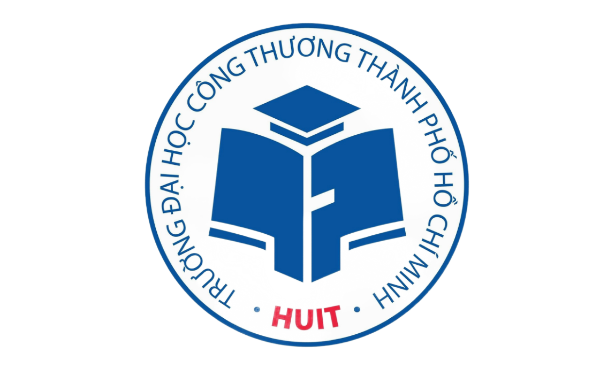 TRƯỜNG ĐẠI HỌC CÔNG THƯƠNG THÀNH PHỐ HỒ CHÍ MINH
• HUIT •